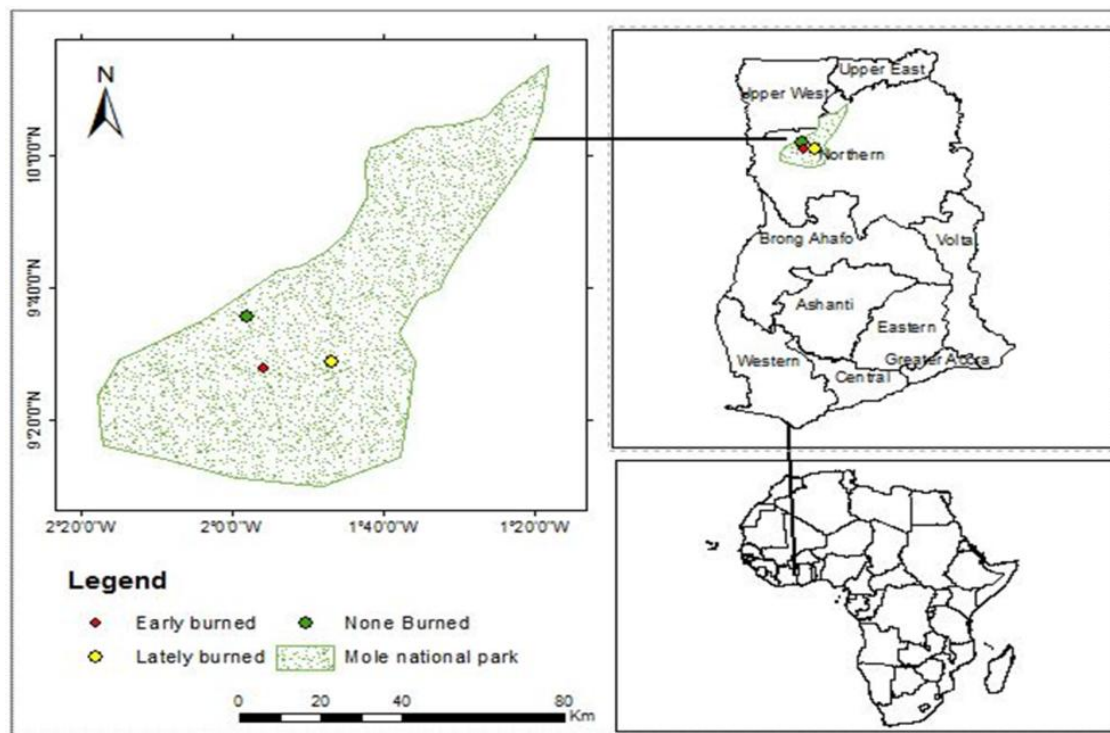 N
10°0'0"N
9°40'0"N
9°20'0"N
2°20'0"W
2°0'0"W
1°40'0"W
1°20'0"W
Upper East
Upper West
Northern
Brong Ahafo
Volta
Ashanti
Eastern
Western
Greater Accra
Central
Legend
Early burned
None Burned
Lately burned
Mole national park
0 20 40 80
Km